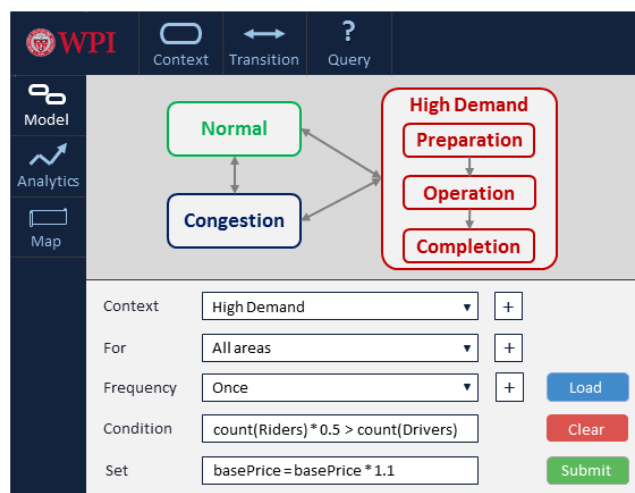 WPI
Context Transition ? Query
Model
Analytics
Map
Normal
Congestion
High Demand
Preparation
Operation
Completion
Context High Demand +
For All areas +
Frequency Once + Load
Condition count(Riders) * 0.5 > count(Drivers) Clear
Set basePrice = basePrice * 1.1 Submit